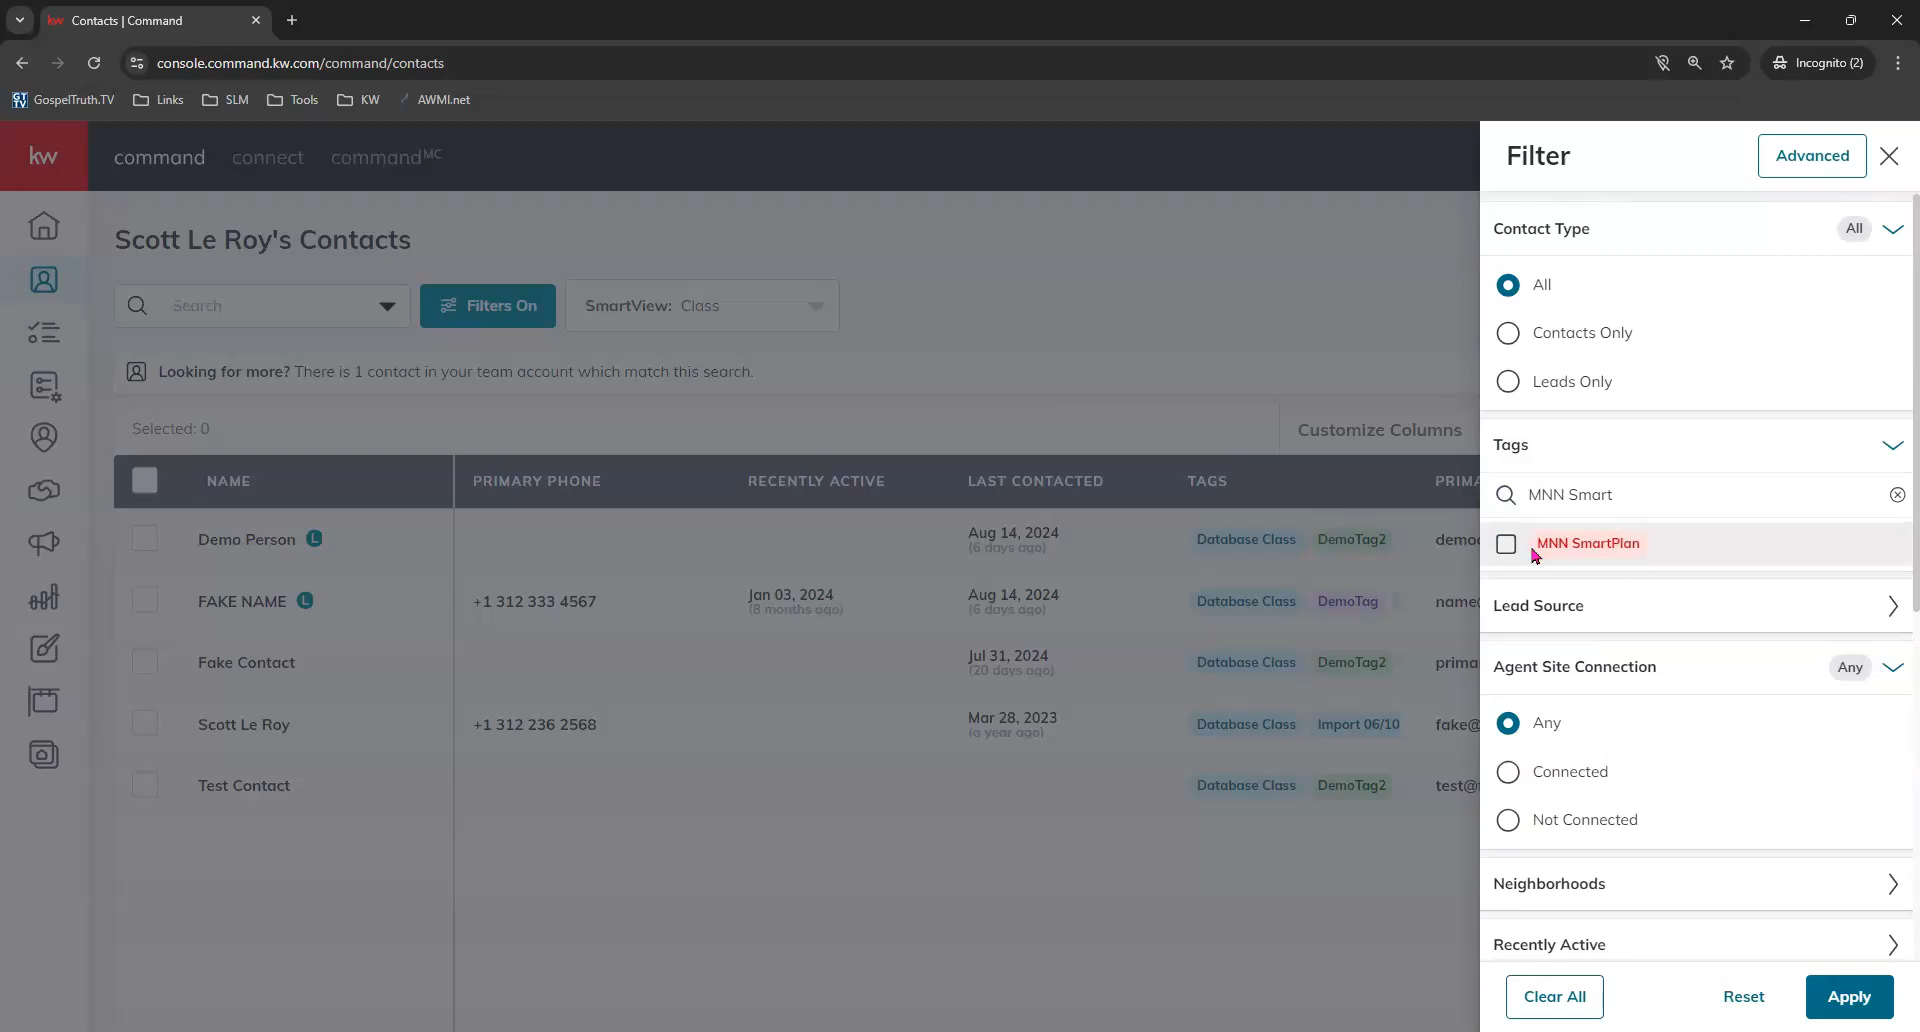 kw Contacts | Command
console.command.kw.com/command/contacts
Incognito (2)
GT TV GospelTruth.TV Links SLM Tools KW AWMI.net
kw command connect commandMC
Filter Advanced
Scott Le Roy's Contacts
Search Filters On SmartView: Class
Looking for more? There is 1 contact in your team account which match this search.
Selected: 0 Customize Columns
NAME PRIMARY PHONE RECENTLY ACTIVE LAST CONTACTED TAGS PRIMA
Demo Person L Aug 14, 2024 Database Class DemoTag2 demo
(6 days ago)
FAKE NAME L +1 312 333 4567 Jan 03, 2024 Aug 14, 2024 Database Class DemoTag name
(8 months ago) (6 days ago)
Fake Contact Jul 31, 2024 Database Class DemoTag2 prima
(20 days ago)
Scott Le Roy +1 312 236 2568 Mar 28, 2023 Database Class Import 06/10 fake@
(a year ago)
Test Contact Database Class DemoTag2 test@
Contact Type All
All
Contacts Only
Leads Only
Tags
MNN Smart
MNN SmartPlan
Lead Source
Agent Site Connection Any
Any
Connected
Not Connected
Neighborhoods
Recently Active
Clear All Reset Apply